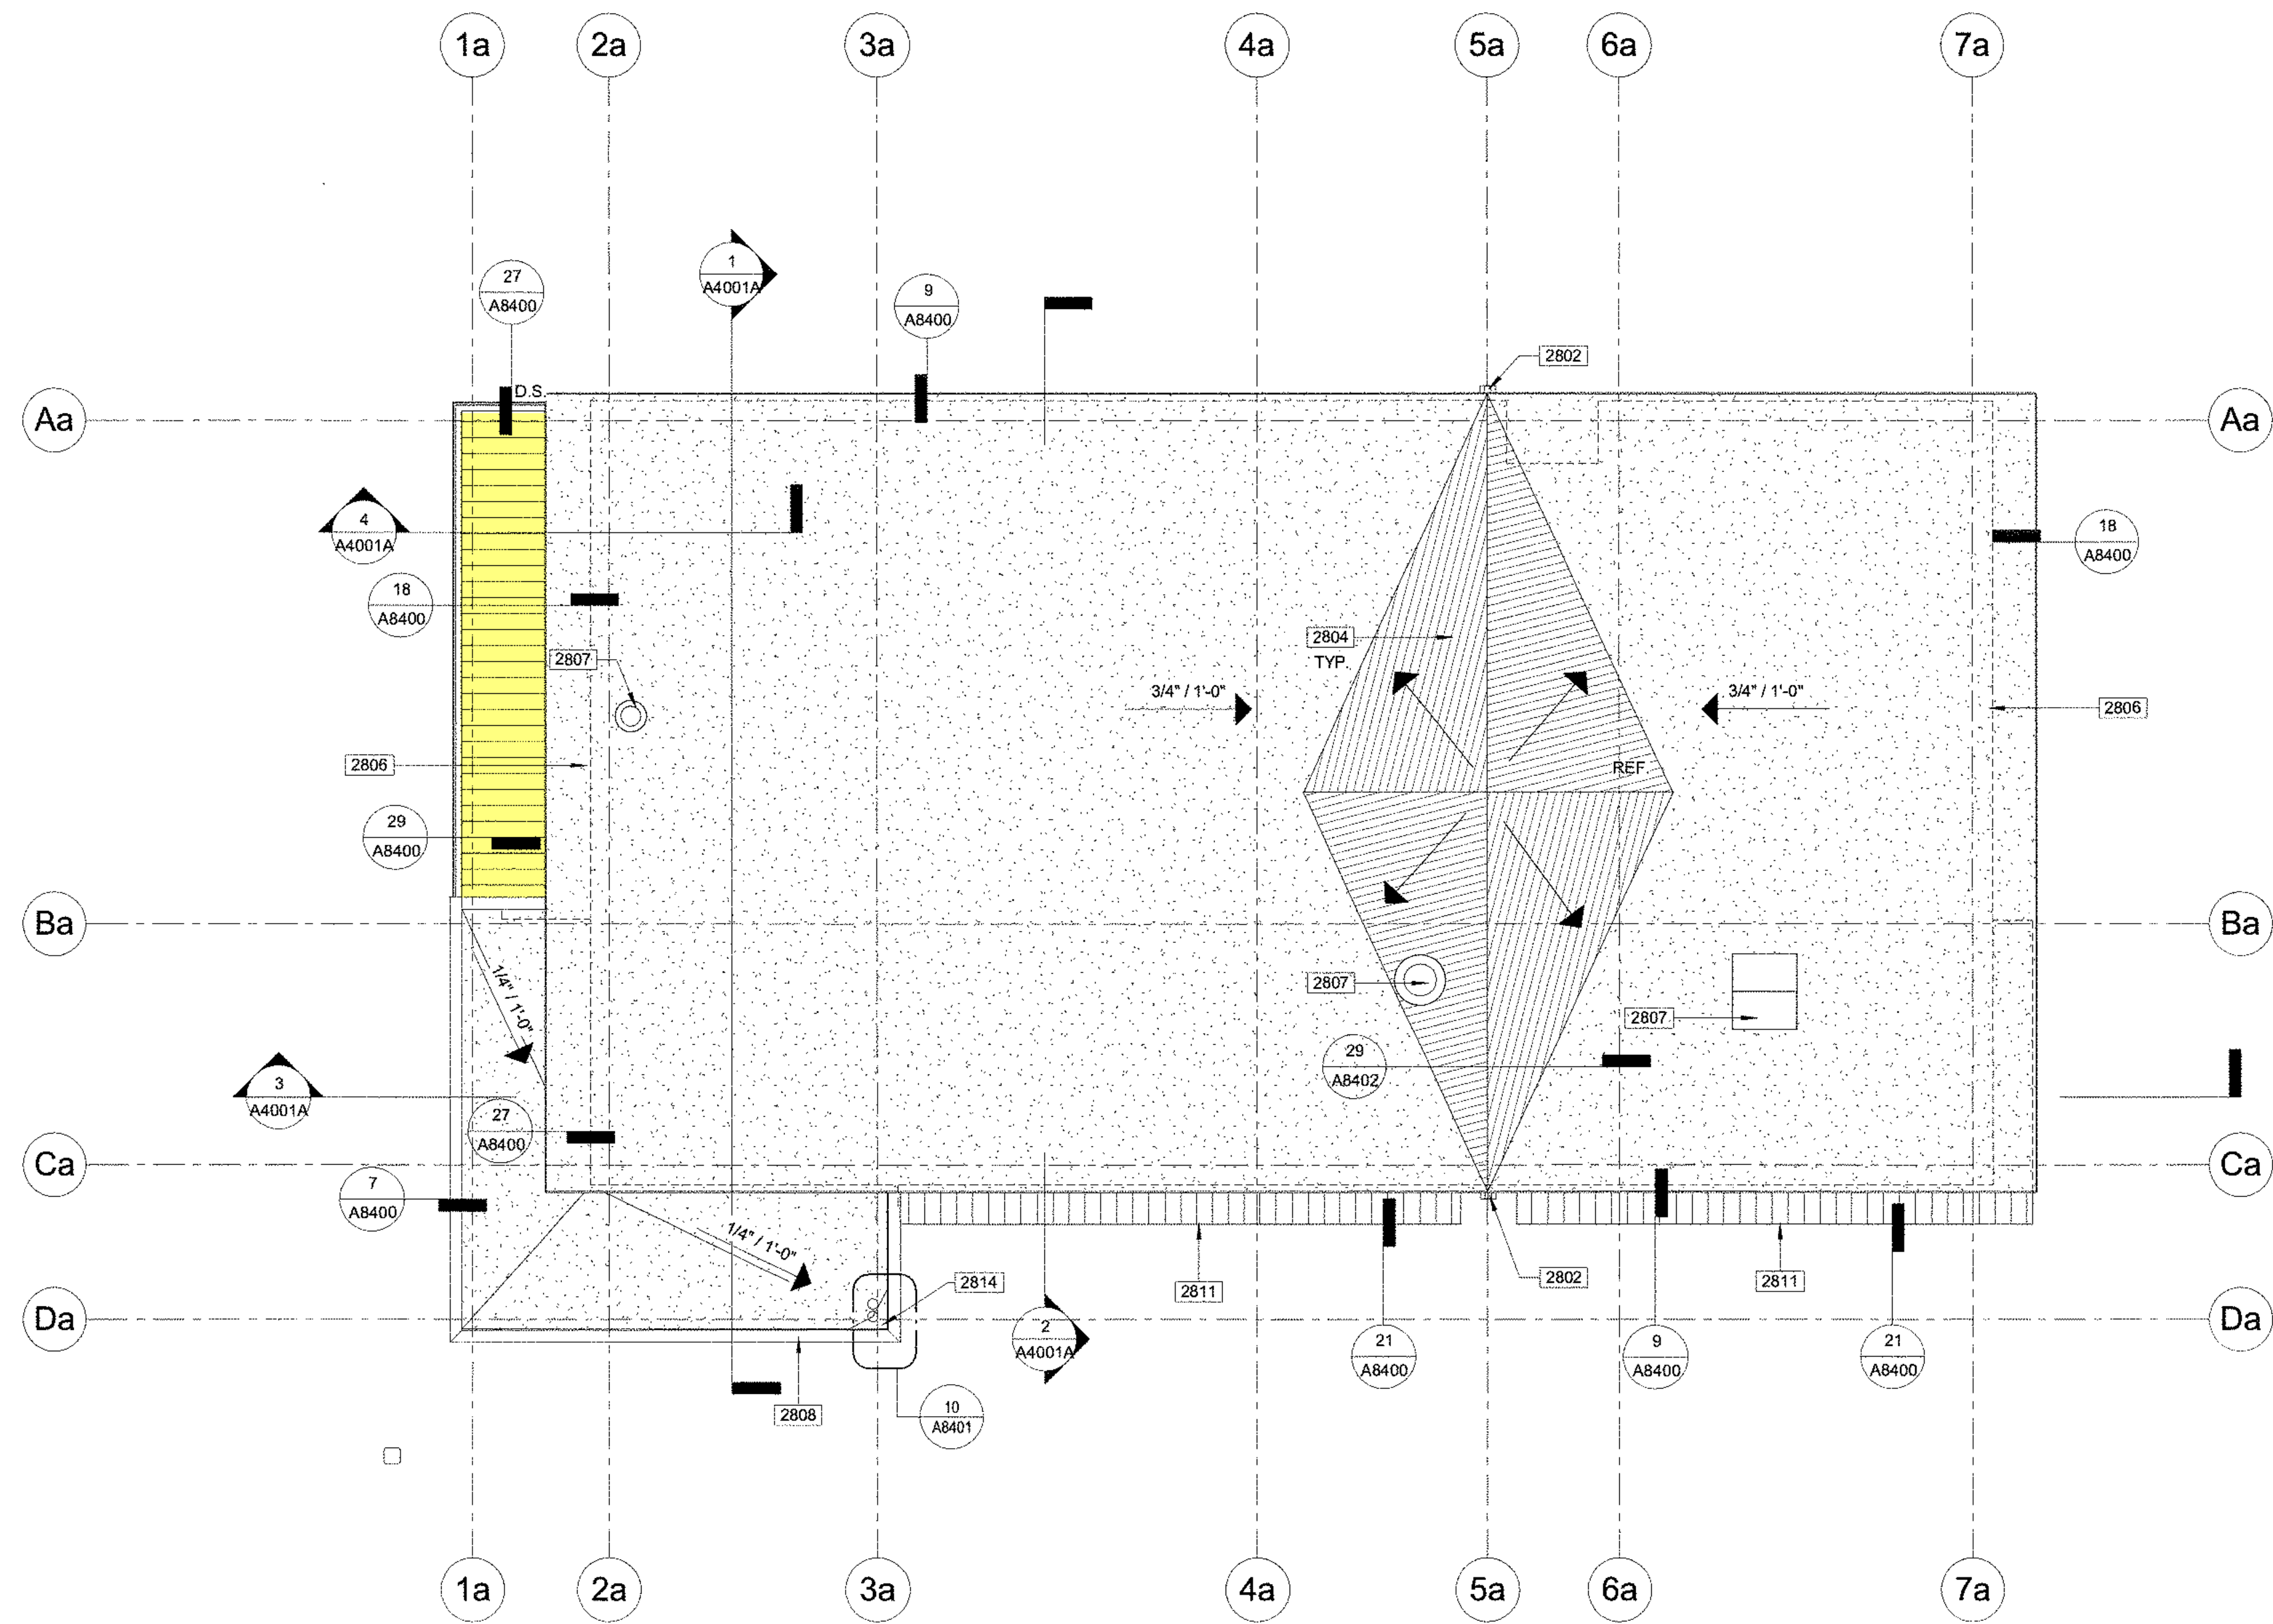 1a
2a
3a
4a
5a
6a
7a
1
A4001A
27
A8400
9
A8400
2802
D.S.
Aa
Aa
4
A4001A
18
A8400
18
A8400
2804
TYP.
2807
3/4" / 1'-0"
3/4" / 1'-0"
2806
2806
REF
29
A8400
Ba
Ba
1/4" / 1'-0"
2807
2807
29
A8402
3
A4001A
27
A8400
Ca
Ca
7
A8400
1/4" / 1'-0"
2814
2811
2802
2811
Da
Da
2
A4001A
21
A8400
9
A8400
21
A8400
2808
10
A8401
1a
2a
3a
4a
5a
6a
7a